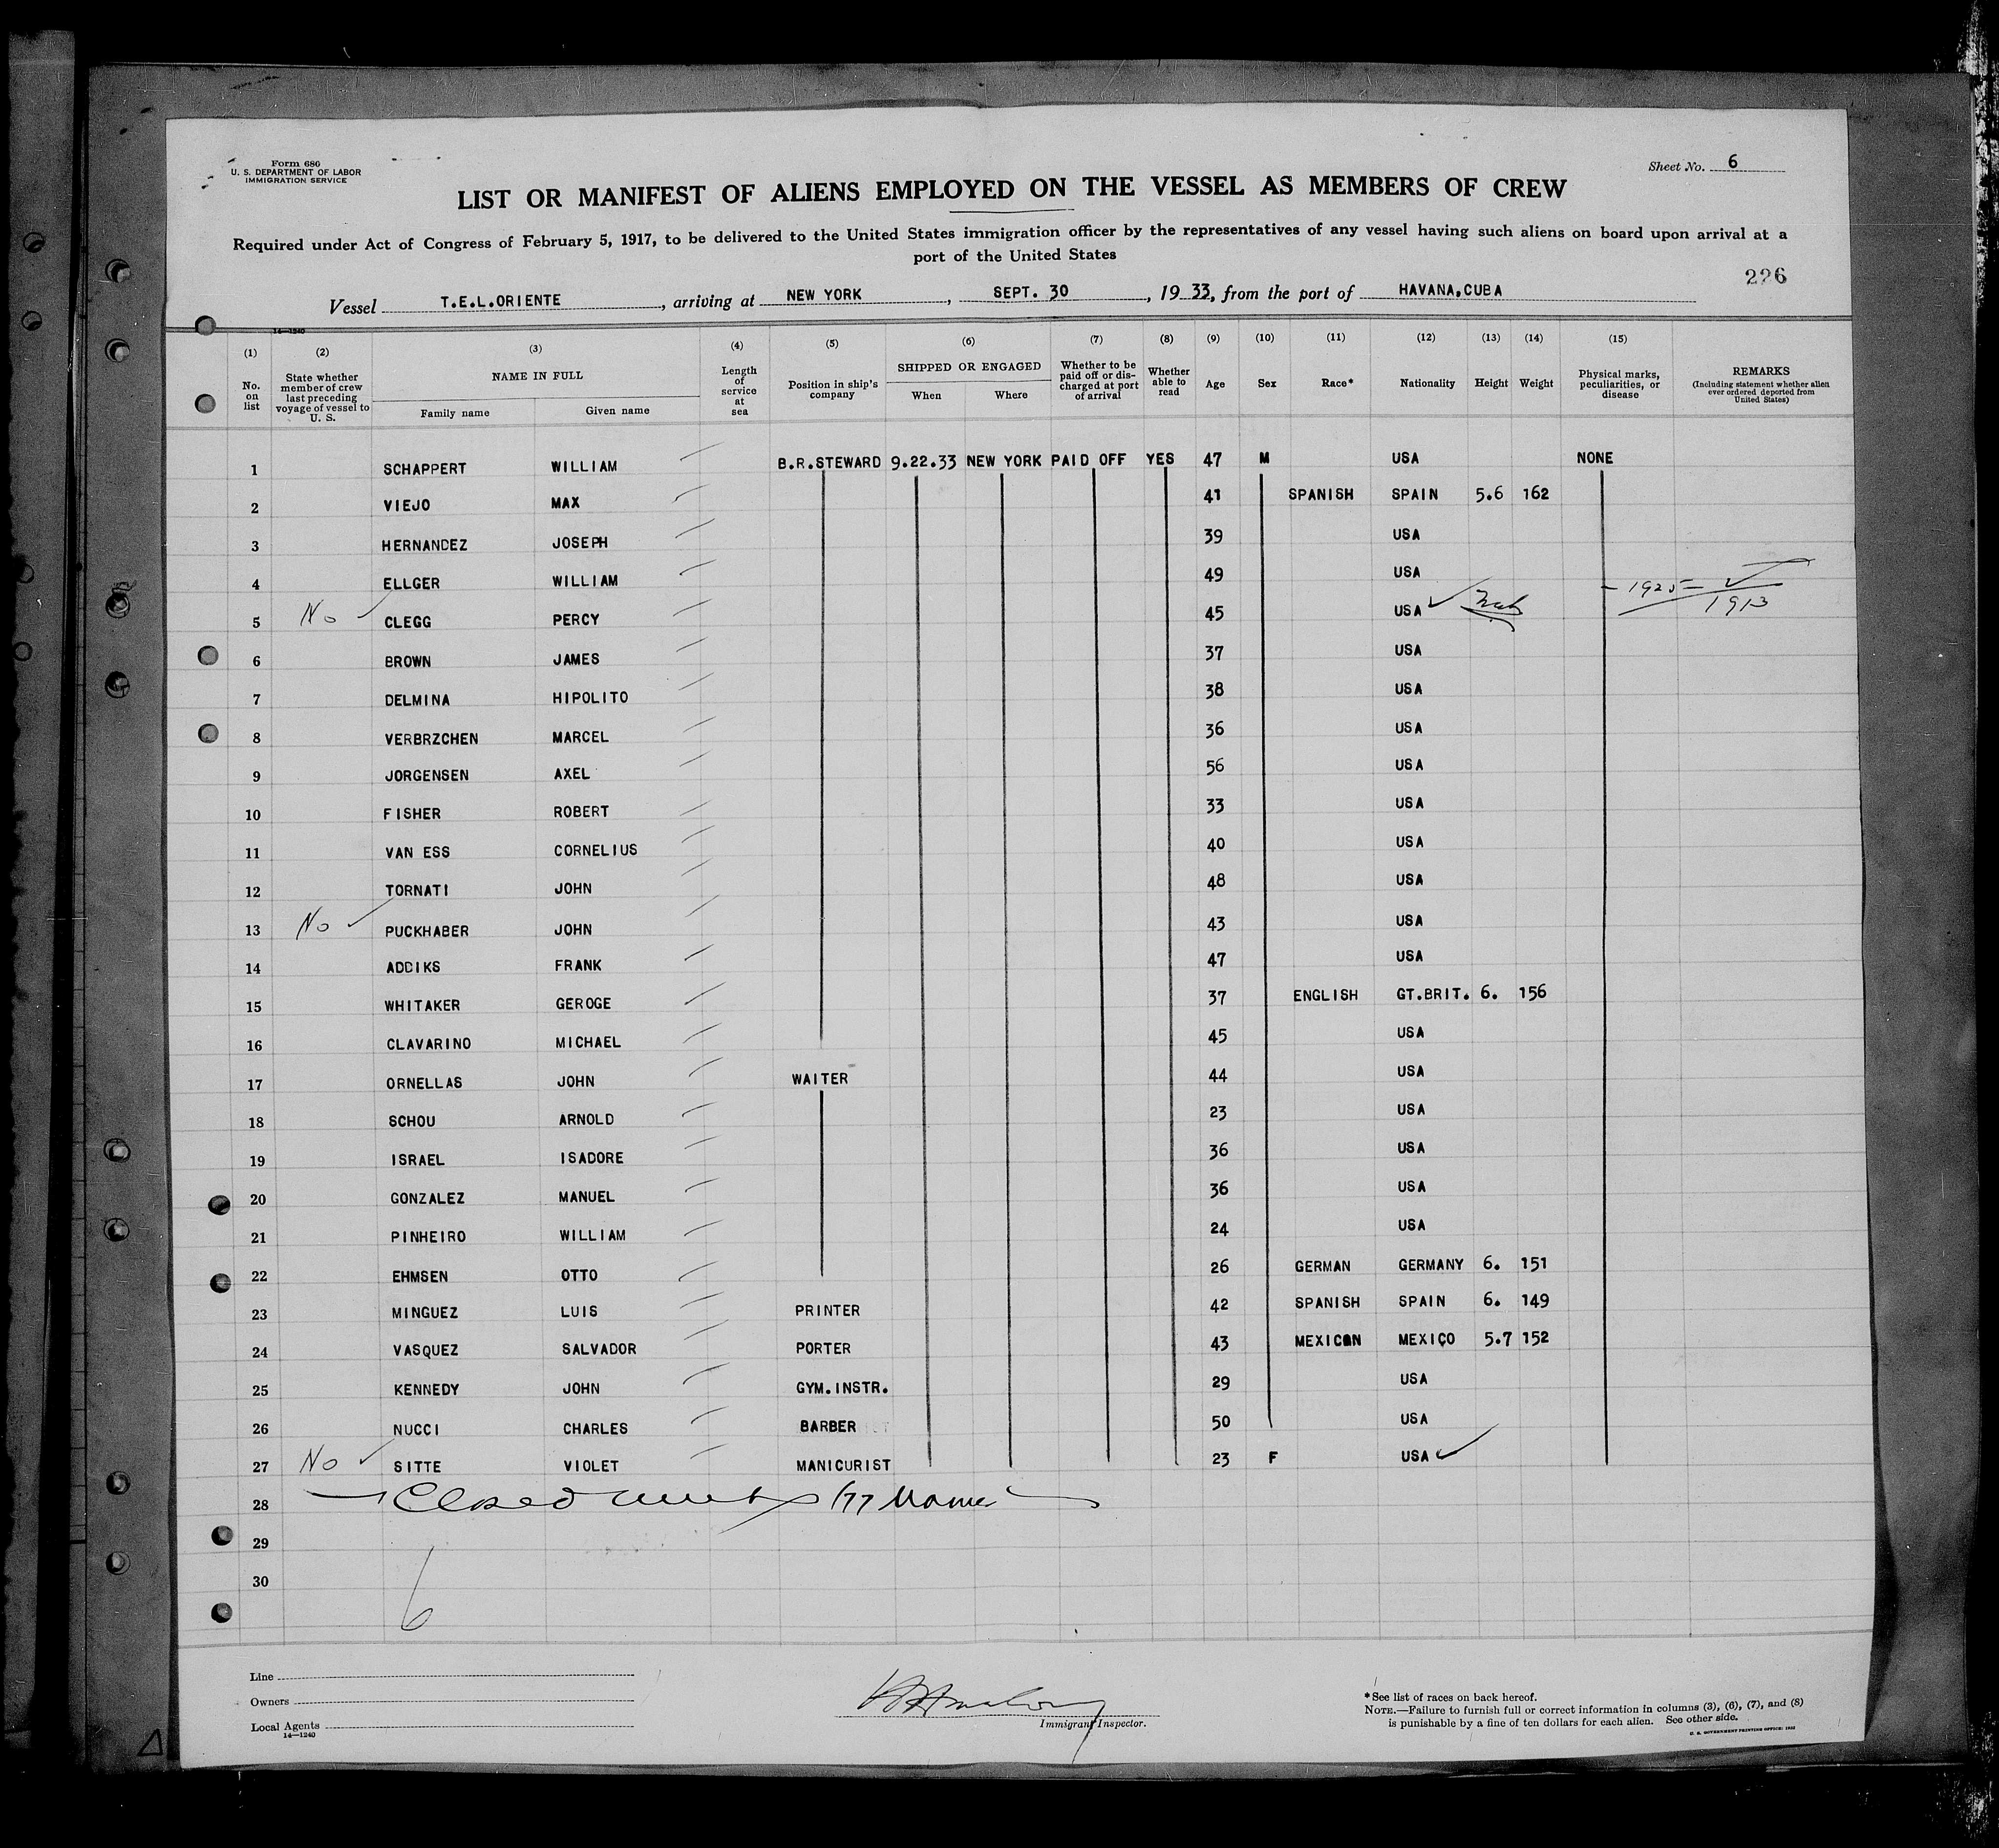 Form 680
U. S. DEPARTMENT OF LABOR
IMMIGRATION SERVICE
Sheet No. 6
LIST OR MANIFEST OF ALIENS EMPLOYED ON THE VESSEL AS MEMBERS OF CREW
Required under Act of Congress of February 5, 1917, to be delivered to the United States immigration officer by the representatives of any vessel having such aliens on board upon arrival at a
port of the United States
226
Vessel T.E.L.ORIENTE, arriving at NEW YORK, SEPT. 30, 19 33, from the port of HAVANA, CUBA
14—1240
(1) (2) (3) (4) (5) (6) (7) (8) (9) (10) (11) (12) (13) (14) (15)
No. on list
State whether member of crew last preceding voyage of vessel to U. S.
NAME IN FULL
Family name Given name
Length of service at sea
Position in ship's company
SHIPPED OR ENGAGED
When Where
Whether to be paid off or discharged at port of arrival
Whether able to read
Age Sex Race* Nationality Height Weight
Physical marks, peculiarities, or disease
REMARKS
(Including statement whether alien ever ordered deported from United States)
1 SCHAPPERT WILLIAM B.R.STEWARD 9.22.33 NEW YORK PAID OFF YES 47 M USA NONE
2 VIEJO MAX 41 SPANISH SPAIN 5.6 162
3 HERNANDEZ JOSEPH 39 USA
4 ELLGER WILLIAM 49 USA
5 No CLEGG PERCY 45 USA 1925 1913
6 BROWN JAMES 37 USA
7 DELMINA HIPOLITO 38 USA
8 VERBRZCHEN MARCEL 36 USA
9 JORGENSEN AXEL 56 USA
10 FISHER ROBERT 33 USA
11 VAN ESS CORNELIUS 40 USA
12 TORNATI JOHN 48 USA
13 No PUCKHABER JOHN 43 USA
14 ADDIKS FRANK 47 USA
15 WHITAKER GEROGE 37 ENGLISH GT.BRIT. 6. 156
16 CLAVARINO MICHAEL 45 USA
17 ORNELLAS JOHN WAITER 44 USA
18 SCHOU ARNOLD 23 USA
19 ISRAEL ISADORE 36 USA
20 GONZALEZ MANUEL 36 USA
21 PINHEIRO WILLIAM 24 USA
22 EHMSEN OTTO 26 GERMAN GERMANY 6. 151
23 MINGUEZ LUIS PRINTER 42 SPANISH SPAIN 6. 149
24 VASQUEZ SALVADOR PORTER 43 MEXICAN MEXICO 5.7 152
25 KENNEDY JOHN GYM.INSTR. 29 USA
26 NUCCI CHARLES BARBER 50 USA
27 No SITTE VIOLET MANICURIST 23 F USA
28 Closed 177
29
30
6
Line
Owners
Local Agents
14—1240
Immigrant Inspector.
*See list of races on back hereof.
NOTE.—Failure to furnish full or correct information in columns (3), (6), (7), and (8)
is punishable by a fine of ten dollars for each alien. See other side.
U. S. GOVERNMENT PRINTING OFFICE: 1932